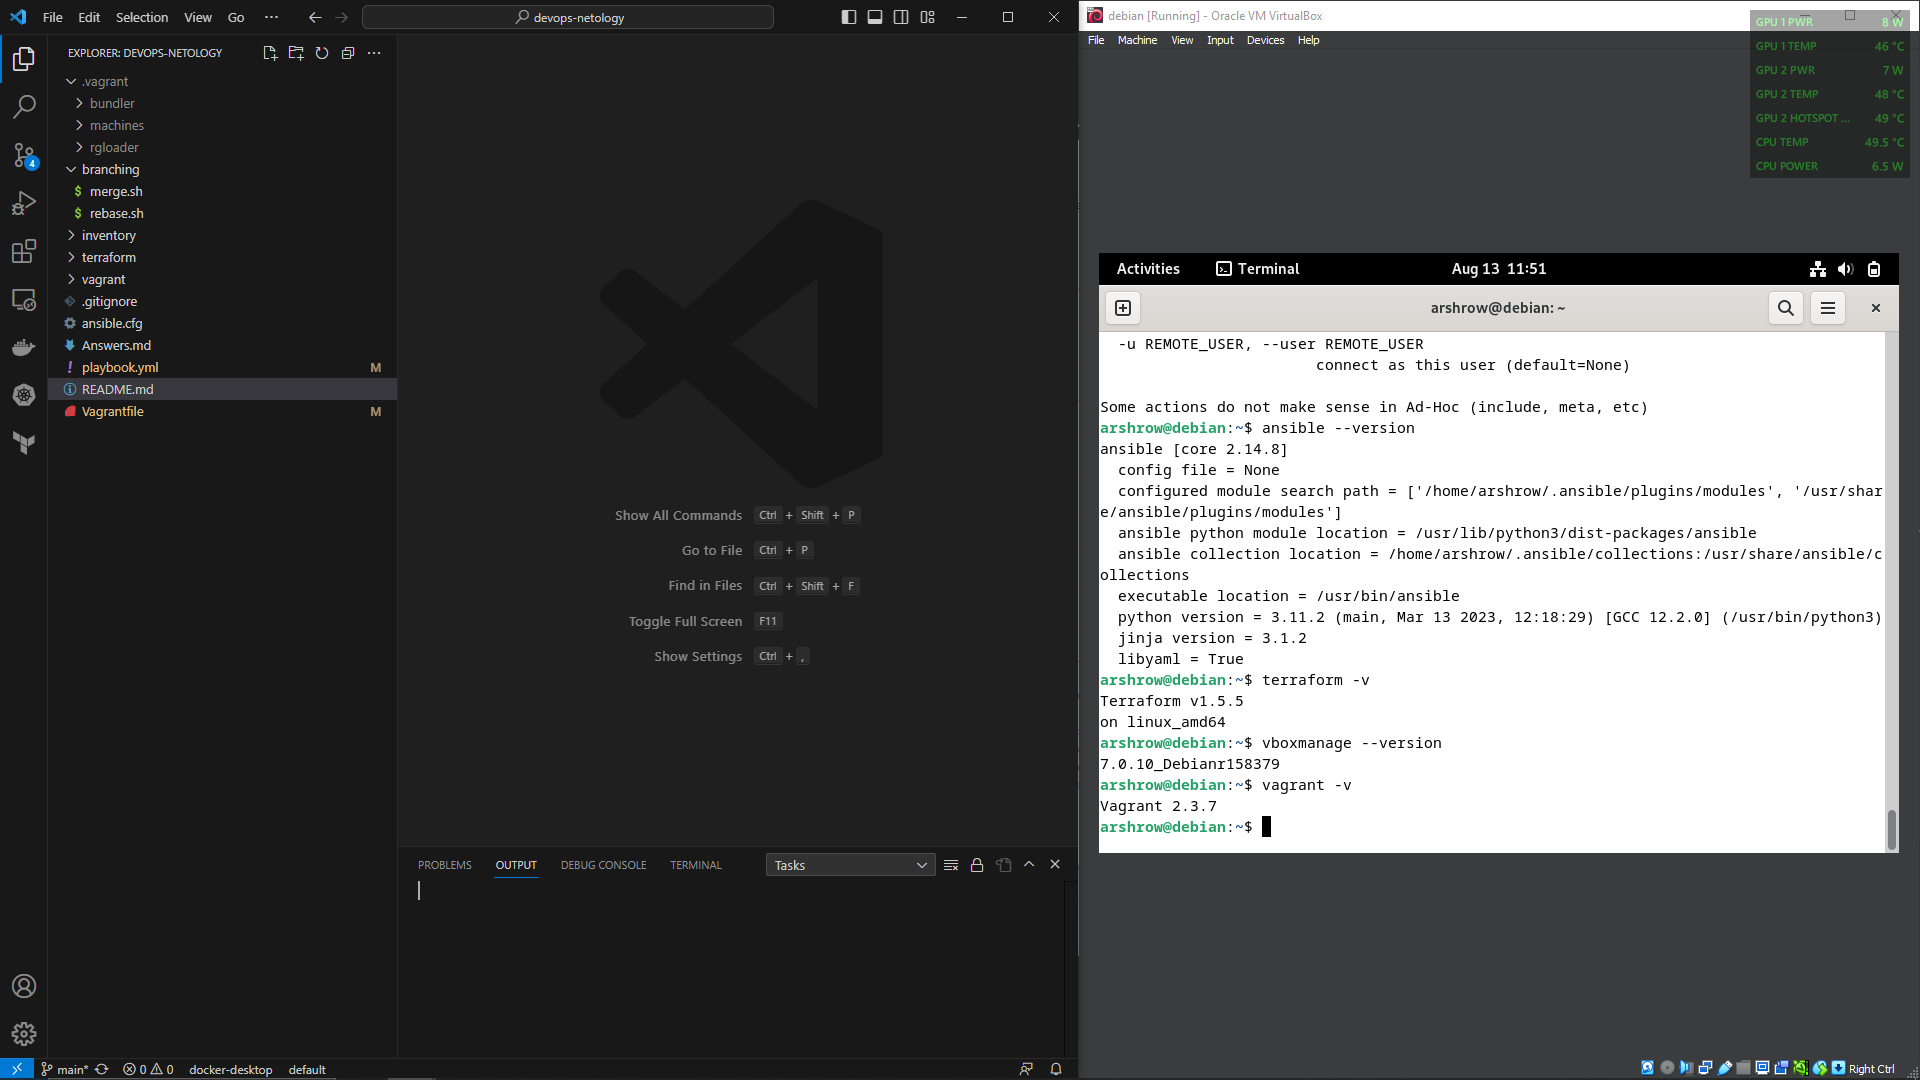 File Edit Selection View Go ···
devops-netology
EXPLORER: DEVOPS-NETOLOGY
.vagrant
bundler
machines
rgloader
branching
$ merge.sh
$ rebase.sh
inventory
terraform
vagrant
.gitignore
ansible.cfg
Answers.md
! playbook.yml M
README.md
Vagrantfile M
4
Show All Commands Ctrl + Shift + P
Go to File Ctrl + P
Find in Files Ctrl + Shift + F
Toggle Full Screen F11
Show Settings Ctrl + ,
PROBLEMS OUTPUT DEBUG CONSOLE TERMINAL Tasks
main* 0 0 docker-desktop default
debian [Running] - Oracle VM VirtualBox
File Machine View Input Devices Help
GPU 1 PWR 8 W
GPU 1 TEMP 46 °C
GPU 2 PWR 7 W
GPU 2 TEMP 48 °C
GPU 2 HOTSPOT ... 49 °C
CPU TEMP 49.5 °C
CPU POWER 6.5 W
Activities Terminal Aug 13 11:51
arshrow@debian: ~
-u REMOTE_USER, --user REMOTE_USER
connect as this user (default=None)
Some actions do not make sense in Ad-Hoc (include, meta, etc)
arshrow@debian:~$ ansible --version
ansible [core 2.14.8]
config file = None
configured module search path = ['/home/arshrow/.ansible/plugins/modules', '/usr/shar
e/ansible/plugins/modules']
ansible python module location = /usr/lib/python3/dist-packages/ansible
ansible collection location = /home/arshrow/.ansible/collections:/usr/share/ansible/c
ollections
executable location = /usr/bin/ansible
python version = 3.11.2 (main, Mar 13 2023, 12:18:29) [GCC 12.2.0] (/usr/bin/python3)
jinja version = 3.1.2
libyaml = True
arshrow@debian:~$ terraform -v
Terraform v1.5.5
on linux_amd64
arshrow@debian:~$ vboxmanage --version
7.0.10_Debianr158379
arshrow@debian:~$ vagrant -v
Vagrant 2.3.7
arshrow@debian:~$
Right Ctrl